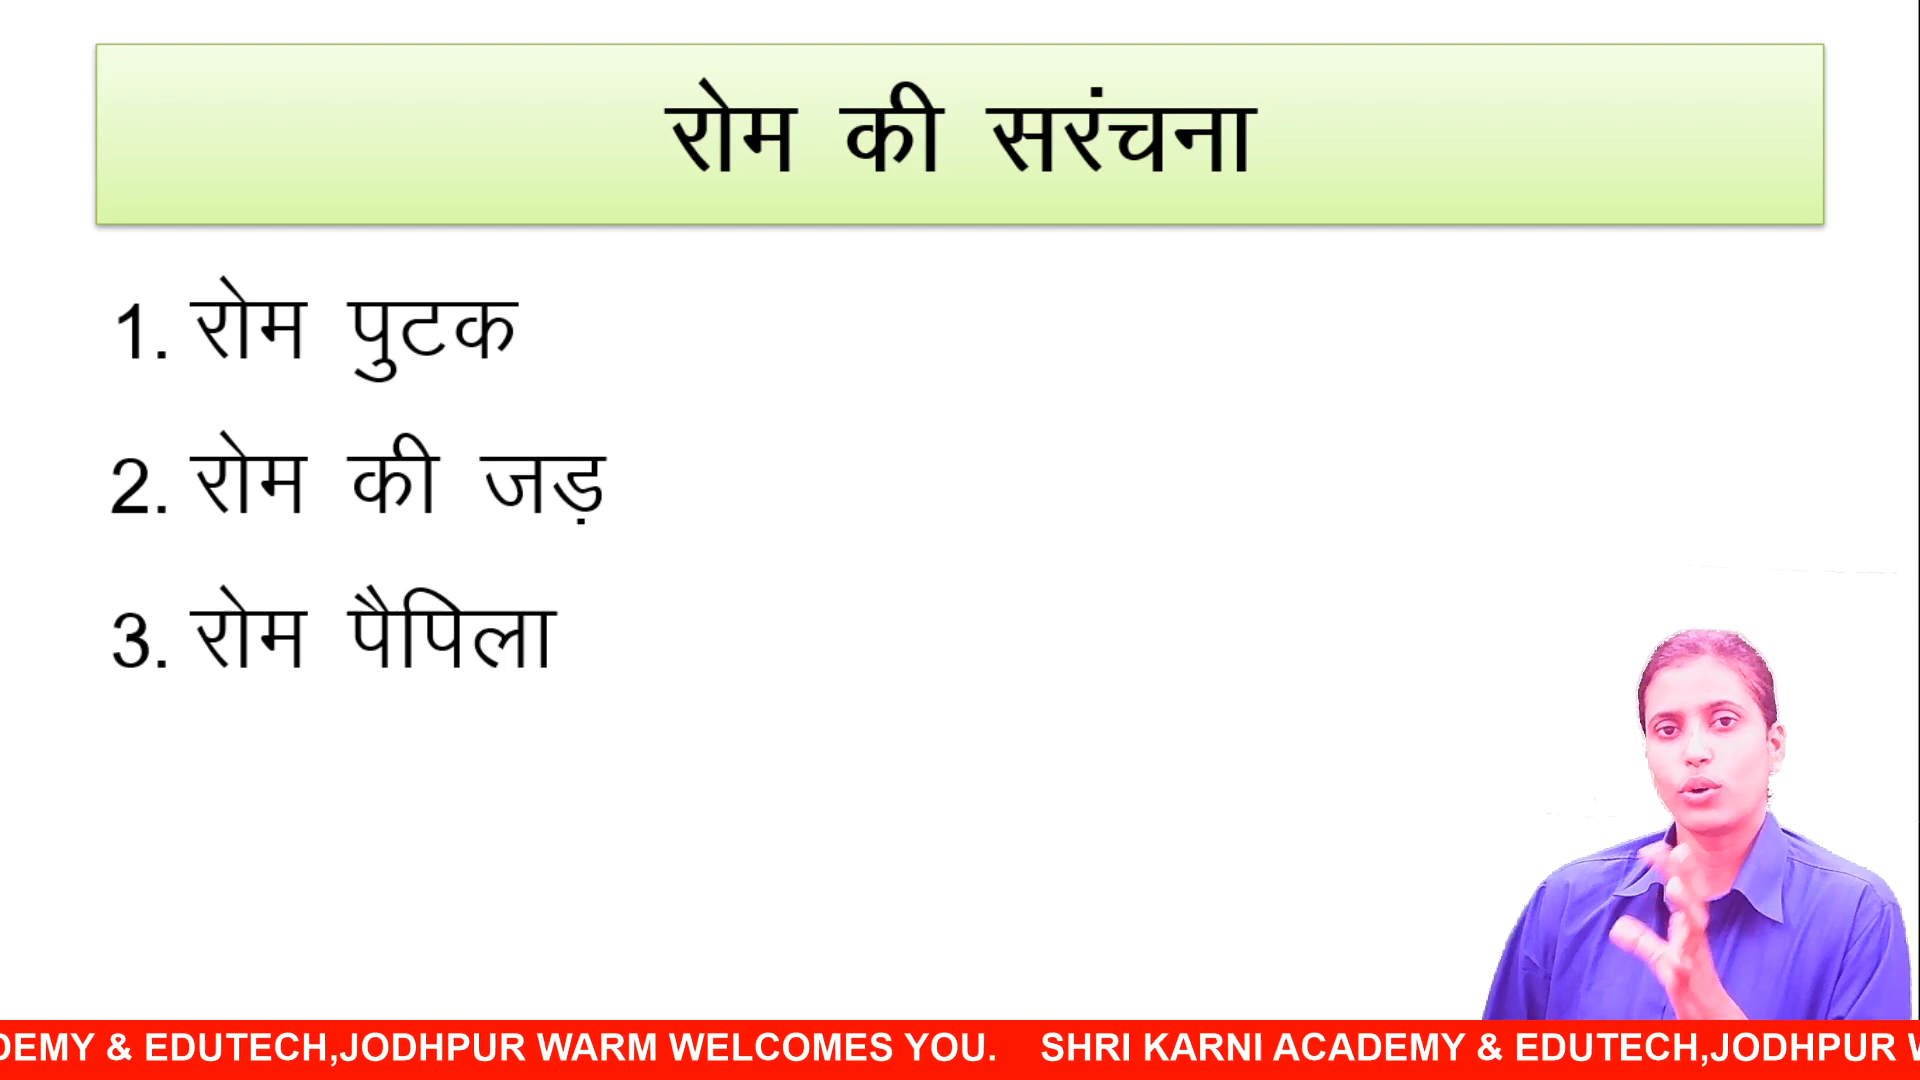 रोम की सरंचना
1. रोम पुटक
2. रोम की जड़
3. रोम पैपिला
DEMY & EDUTECH,JODHPUR WARM WELCOMES YOU. SHRI KARNI ACADEMY & EDUTECH,JODHPUR W